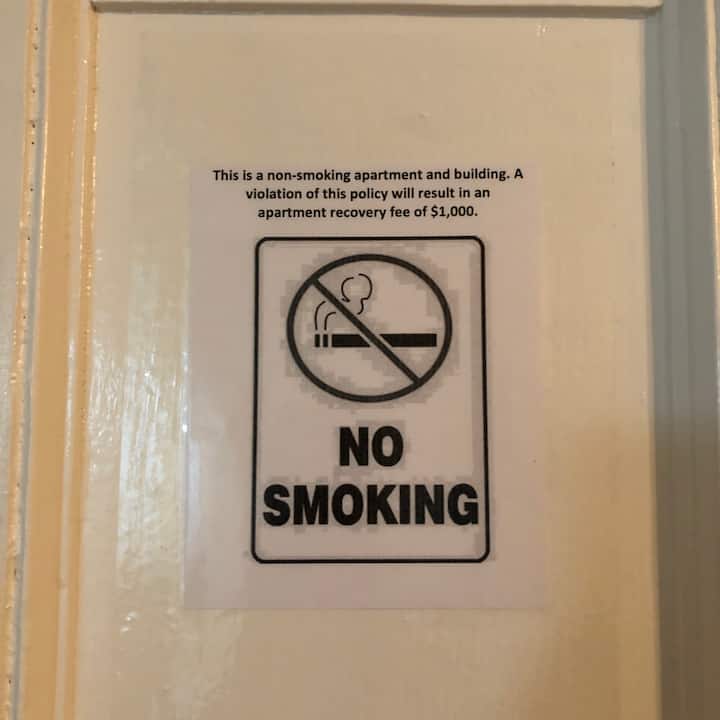 This is a non-smoking apartment and building. A
violation of this policy will result in an
apartment recovery fee of $1,000.
NO
SMOKING